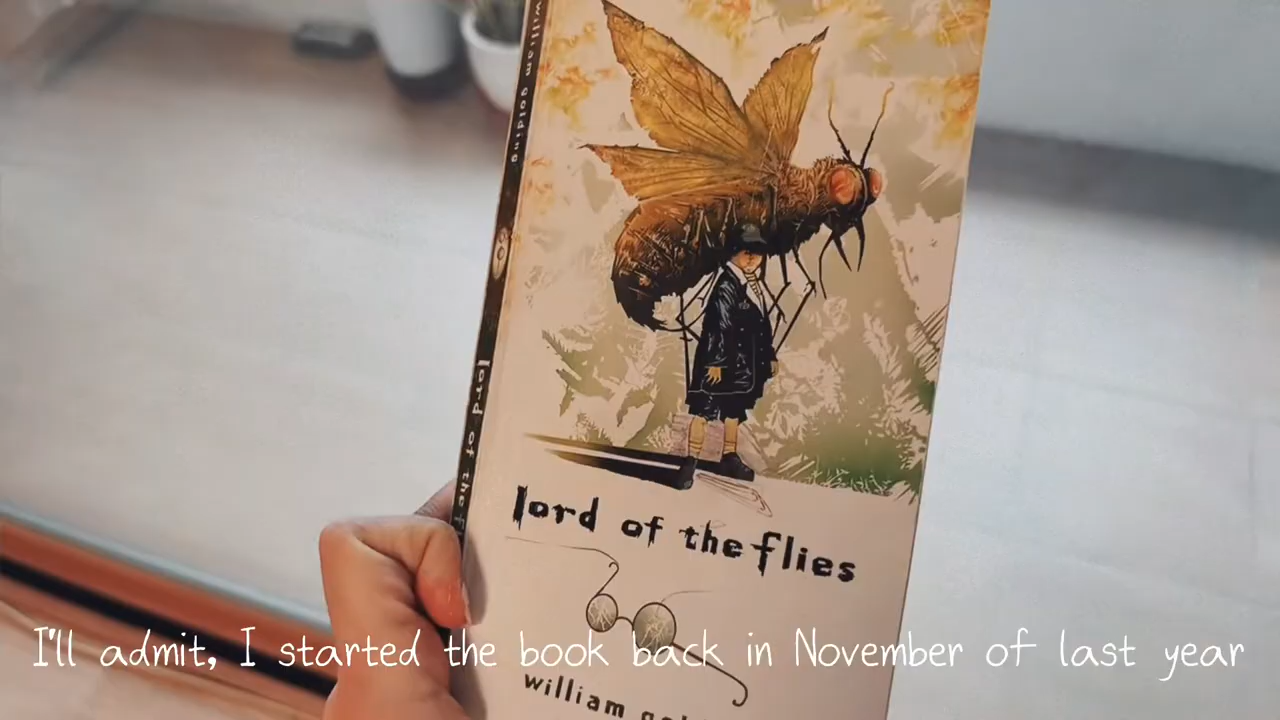 william golding
lord of the f
lord of the flies
william gol
I'll admit, I started the book back in November of last year